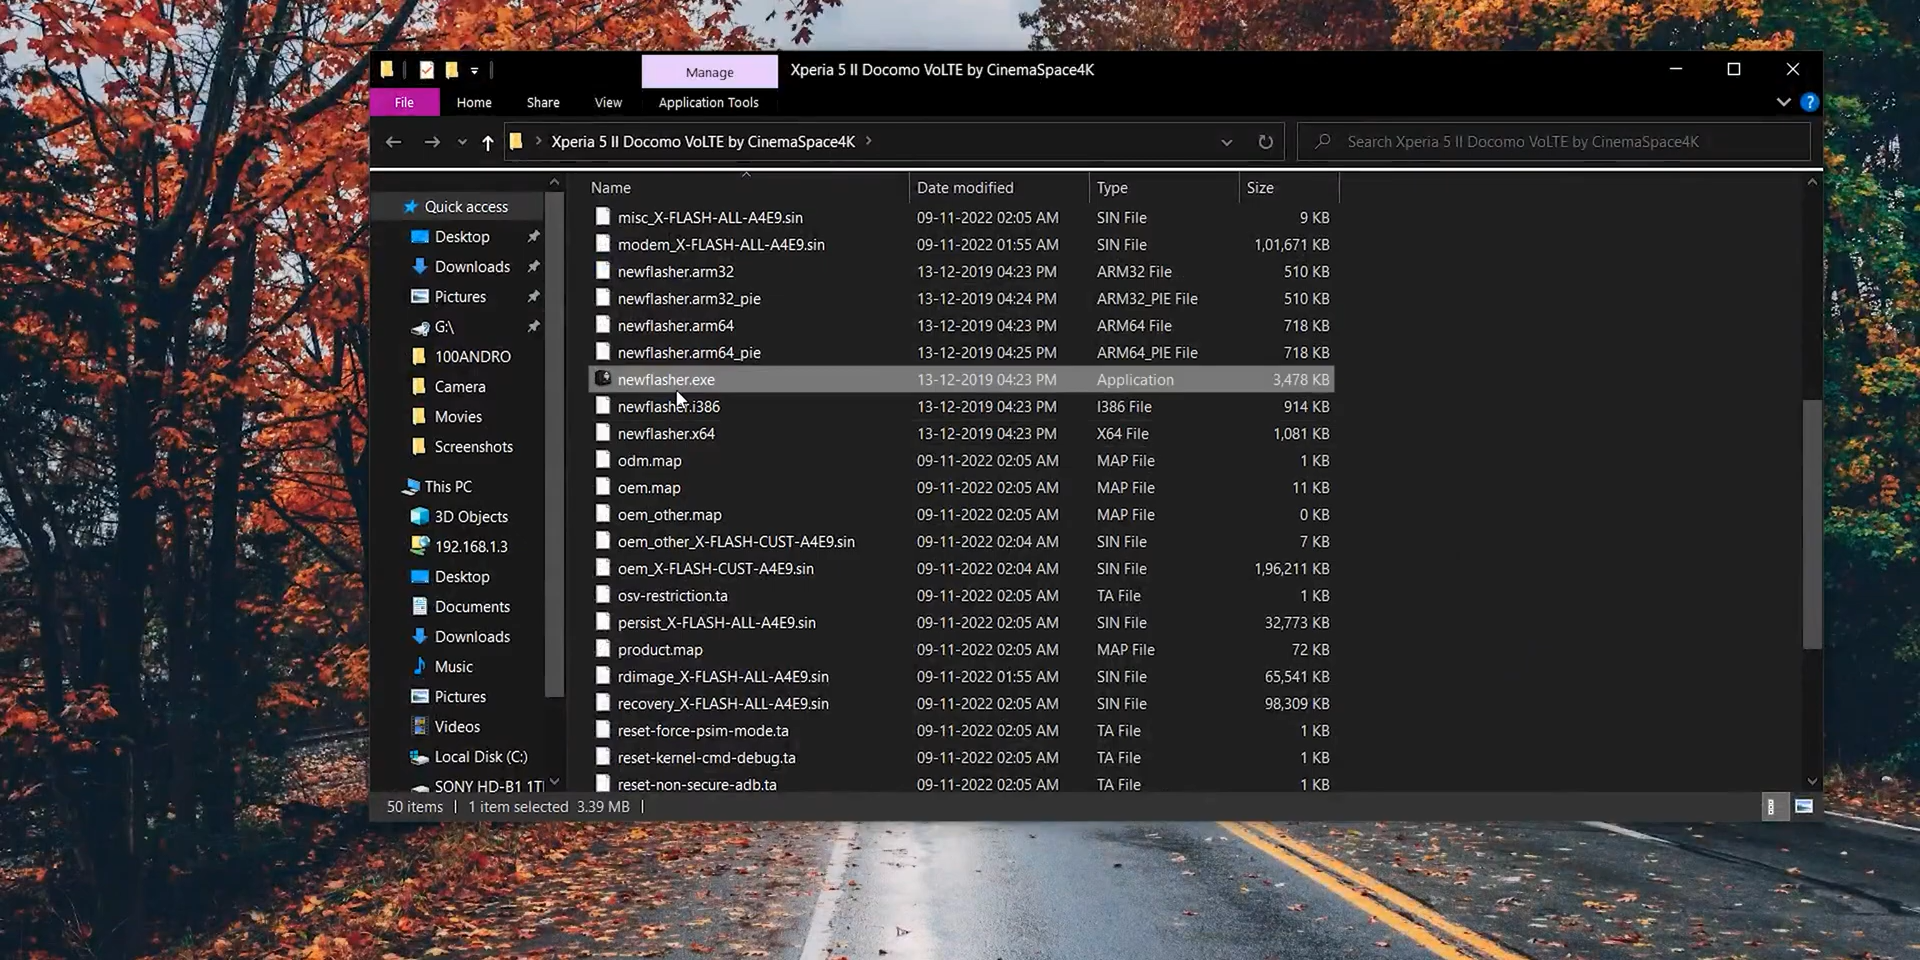 Manage
Xperia 5 II Docomo VoLTE by CinemaSpace4K
File
Home
Share
View
Application Tools
Xperia 5 II Docomo VoLTE by CinemaSpace4K
Search Xperia 5 II Docomo VoLTE by CinemaSpace4K
Quick access
Desktop
Downloads
Pictures
G:\
100ANDRO
Camera
Movies
Screenshots
This PC
3D Objects
192.168.1.3
Desktop
Documents
Downloads
Music
Pictures
Videos
Local Disk (C:)
SONY HD-B1 1T
Name Date modified Type Size
misc_X-FLASH-ALL-A4E9.sin 09-11-2022 02:05 AM SIN File 9 KB
modem_X-FLASH-ALL-A4E9.sin 09-11-2022 01:55 AM SIN File 1,01,671 KB
newflasher.arm32 13-12-2019 04:23 PM ARM32 File 510 KB
newflasher.arm32_pie 13-12-2019 04:24 PM ARM32_PIE File 510 KB
newflasher.arm64 13-12-2019 04:23 PM ARM64 File 718 KB
newflasher.arm64_pie 13-12-2019 04:25 PM ARM64_PIE File 718 KB
newflasher.exe 13-12-2019 04:23 PM Application 3,478 KB
newflasher.i386 13-12-2019 04:23 PM I386 File 914 KB
newflasher.x64 13-12-2019 04:23 PM X64 File 1,081 KB
odm.map 09-11-2022 02:05 AM MAP File 1 KB
oem.map 09-11-2022 02:05 AM MAP File 11 KB
oem_other.map 09-11-2022 02:05 AM MAP File 0 KB
oem_other_X-FLASH-CUST-A4E9.sin 09-11-2022 02:04 AM SIN File 7 KB
oem_X-FLASH-CUST-A4E9.sin 09-11-2022 02:04 AM SIN File 1,96,211 KB
osv-restriction.ta 09-11-2022 02:05 AM TA File 1 KB
persist_X-FLASH-ALL-A4E9.sin 09-11-2022 02:05 AM SIN File 32,773 KB
product.map 09-11-2022 02:05 AM MAP File 72 KB
rdimage_X-FLASH-ALL-A4E9.sin 09-11-2022 01:55 AM SIN File 65,541 KB
recovery_X-FLASH-ALL-A4E9.sin 09-11-2022 02:05 AM SIN File 98,309 KB
reset-force-psim-mode.ta 09-11-2022 02:05 AM TA File 1 KB
reset-kernel-cmd-debug.ta 09-11-2022 02:05 AM TA File 1 KB
reset-non-secure-adb.ta 09-11-2022 02:05 AM TA File 1 KB
50 items 1 item selected 3.39 MB